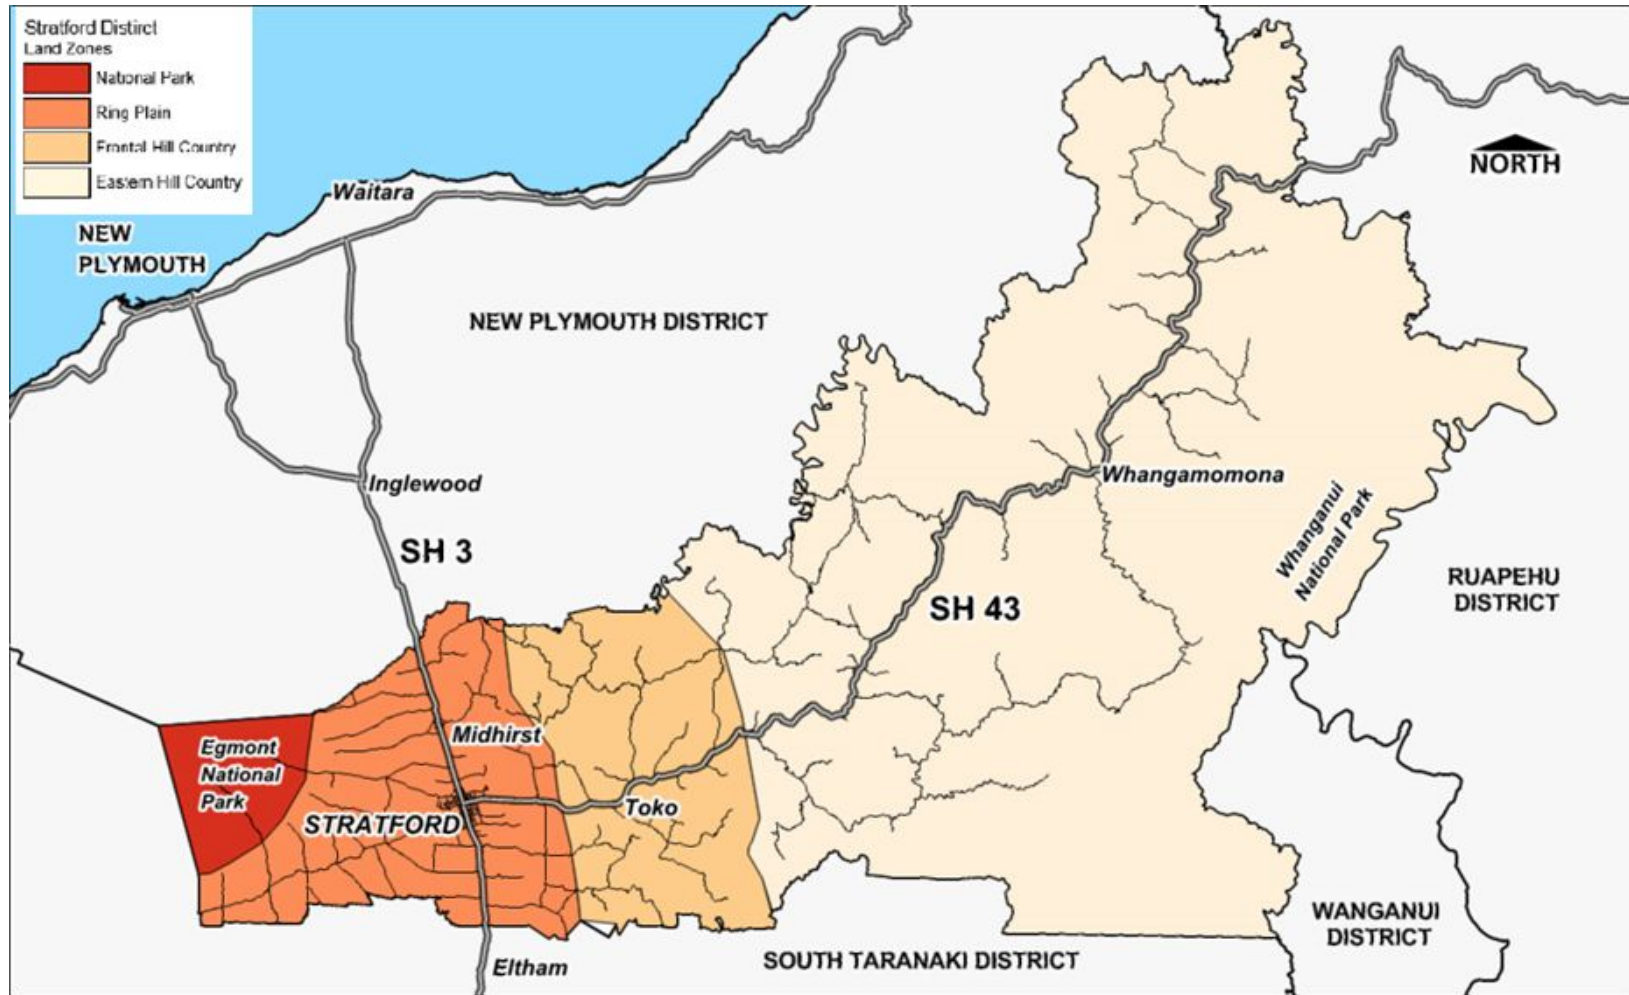 Stratford Distirct
Land Zones
National Park
Ring Plain
Frontal Hill Country
Eastern Hill Country
NORTH
Waitara
NEW
PLYMOUTH
NEW PLYMOUTH DISTRICT
Inglewood
Whangamomona
SH 3
Whanganui
National Park
SH 43
RUAPEHU
DISTRICT
Midhirst
Egmont
National
Park
STRATFORD
Toko
WANGANUI
DISTRICT
SOUTH TARANAKI DISTRICT
Eltham